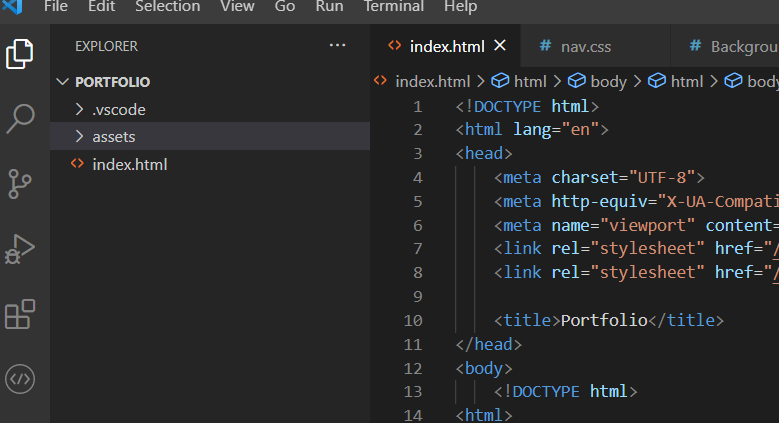 File Edit Selection View Go Run Terminal Help
EXPLORER ...
index.html nav.css Backgrou
PORTFOLIO
.vscode
assets
index.html
index.html > html > body > html > body
1 <!DOCTYPE html>
2 <html lang="en">
3 <head>
4 <meta charset="UTF-8">
5 <meta http-equiv="X-UA-Compati
6 <meta name="viewport" content=
7 <link rel="stylesheet" href="/
8 <link rel="stylesheet" href="/
9
10 <title>Portfolio</title>
11 </head>
12 <body>
13 <!DOCTYPE html>
14 <html>